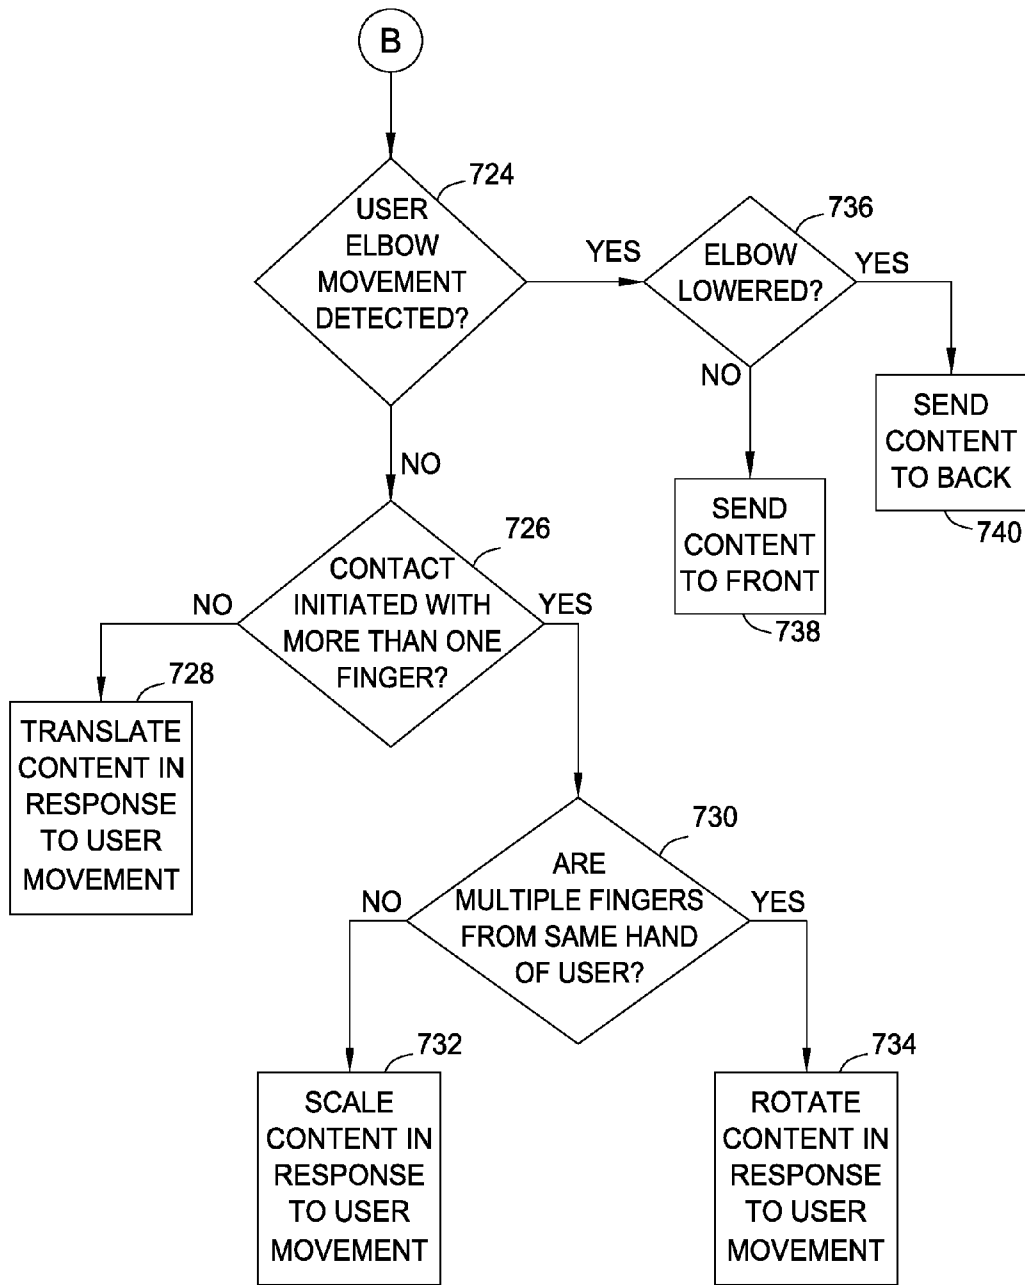 B
724
USER
ELBOW
MOVEMENT
DETECTED?
YES
736
ELBOW
LOWERED?
YES
NO
SEND
CONTENT
TO BACK
740
SEND
CONTENT
TO FRONT
738
NO
726
CONTACT
INITIATED WITH
MORE THAN ONE
FINGER?
NO
YES
728
TRANSLATE
CONTENT IN
RESPONSE
TO USER
MOVEMENT
730
ARE
MULTIPLE FINGERS
FROM SAME HAND
OF USER?
NO
YES
732
SCALE
CONTENT IN
RESPONSE
TO USER
MOVEMENT
734
ROTATE
CONTENT IN
RESPONSE
TO USER
MOVEMENT